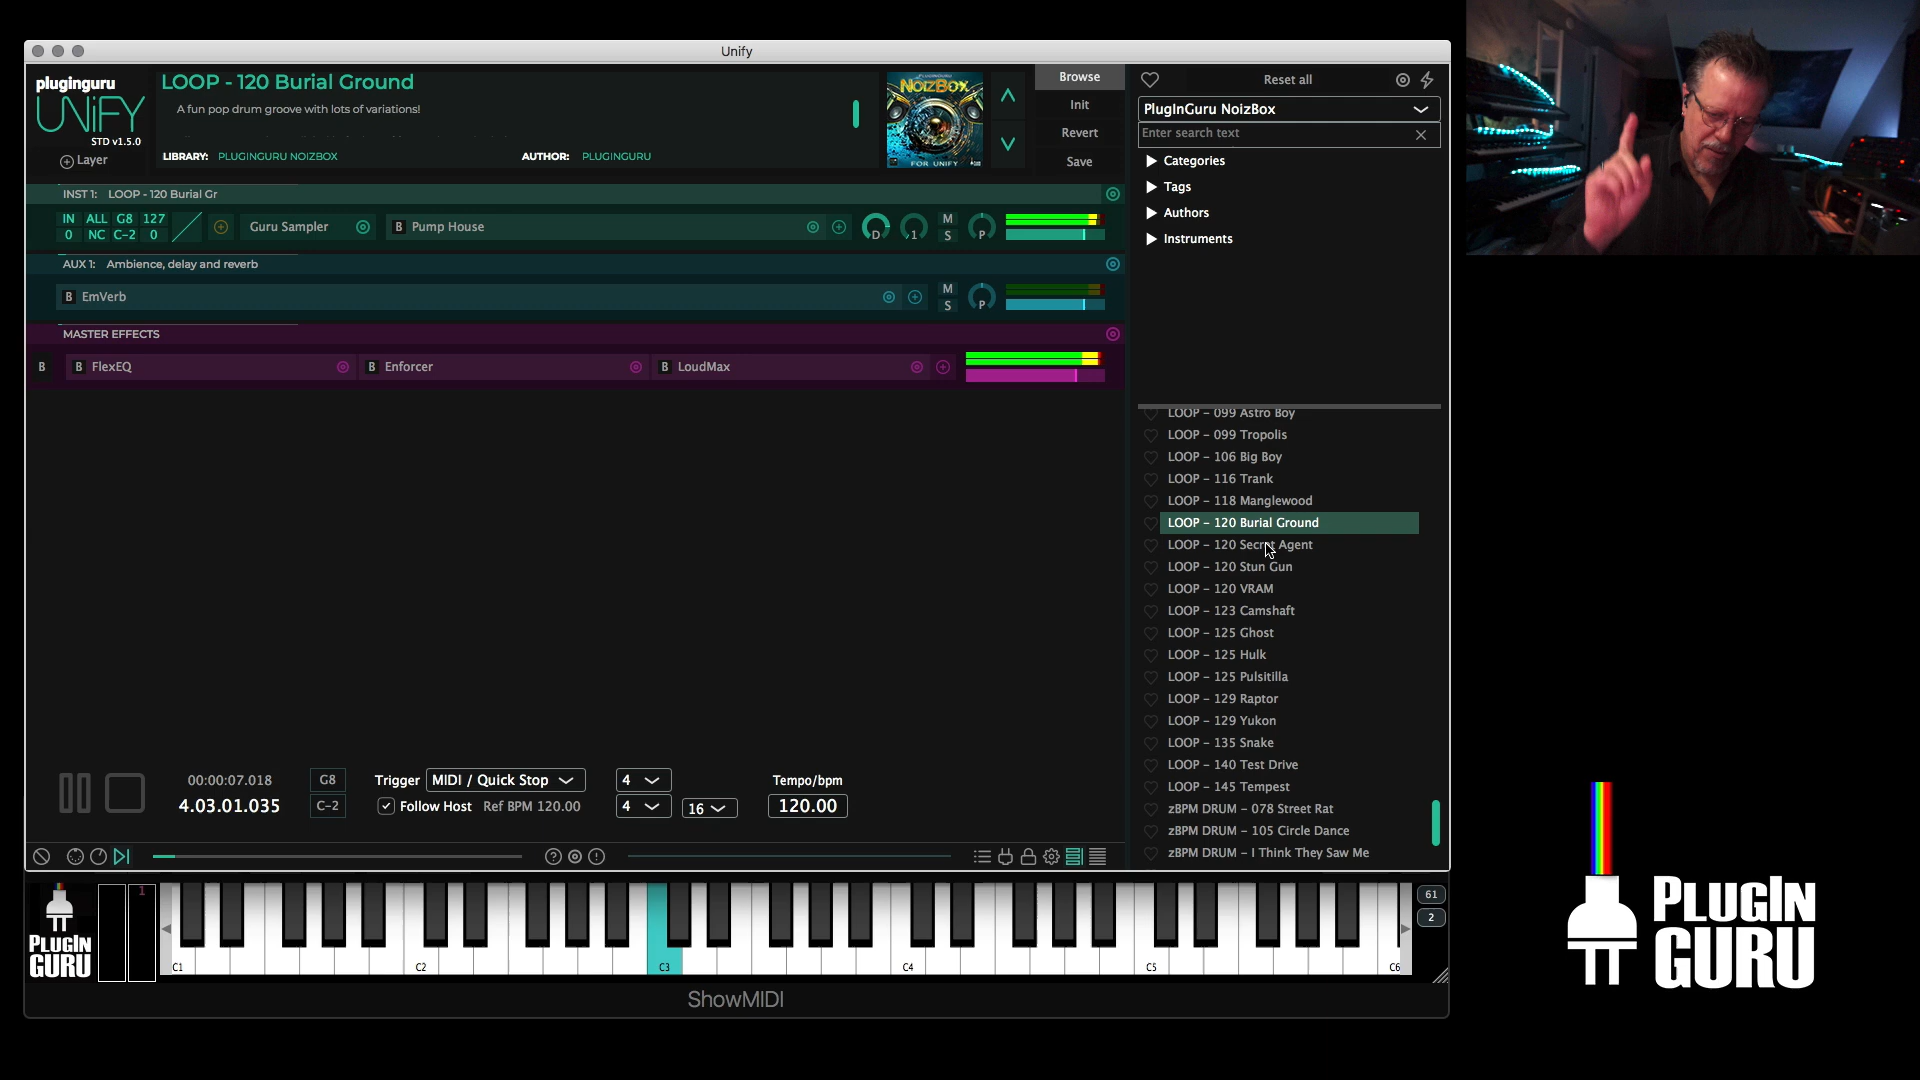 Unify
pluginguru
UNiFY
STD v1.5.0
Layer
LOOP - 120 Burial Ground
A fun pop drum groove with lots of variations!
LIBRARY: PLUGINGURU NOIZBOX
AUTHOR: PLUGINGURU
NOIZBOX
FOR UNIFY
Browse
Init
Revert
Save
Reset all
PlugInGuru NoizBox
Enter search text
Categories
Tags
Authors
Instruments
INST 1: LOOP - 120 Burial Gr
IN ALL G8 127
0 NC C-2 0
Guru Sampler
B Pump House
D
1
M
S
P
AUX 1: Ambience, delay and reverb
B EmVerb
M
S
P
MASTER EFFECTS
B
B FlexEQ
B Enforcer
B LoudMax
LOOP - 099 Astro Boy
LOOP - 099 Tropolis
LOOP - 106 Big Boy
LOOP - 116 Trank
LOOP - 118 Manglewood
LOOP - 120 Burial Ground
LOOP - 120 Secret Agent
LOOP - 120 Stun Gun
LOOP - 120 VRAM
LOOP - 123 Camshaft
LOOP - 125 Ghost
LOOP - 125 Hulk
LOOP - 125 Pulsitilla
LOOP - 129 Raptor
LOOP - 129 Yukon
LOOP - 135 Snake
LOOP - 140 Test Drive
LOOP - 145 Tempest
zBPM DRUM - 078 Street Rat
zBPM DRUM - 105 Circle Dance
zBPM DRUM - I Think They Saw Me
00:00:07.018
4.03.01.035
G8
C-2
Trigger MIDI / Quick Stop
Follow Host Ref BPM 120.00
4
4
16
Tempo/bpm
120.00
PLUGIN
GURU
1
C1
C2
C3
C4
C5
C6
61
2
ShowMIDI
PLUGIN
GURU